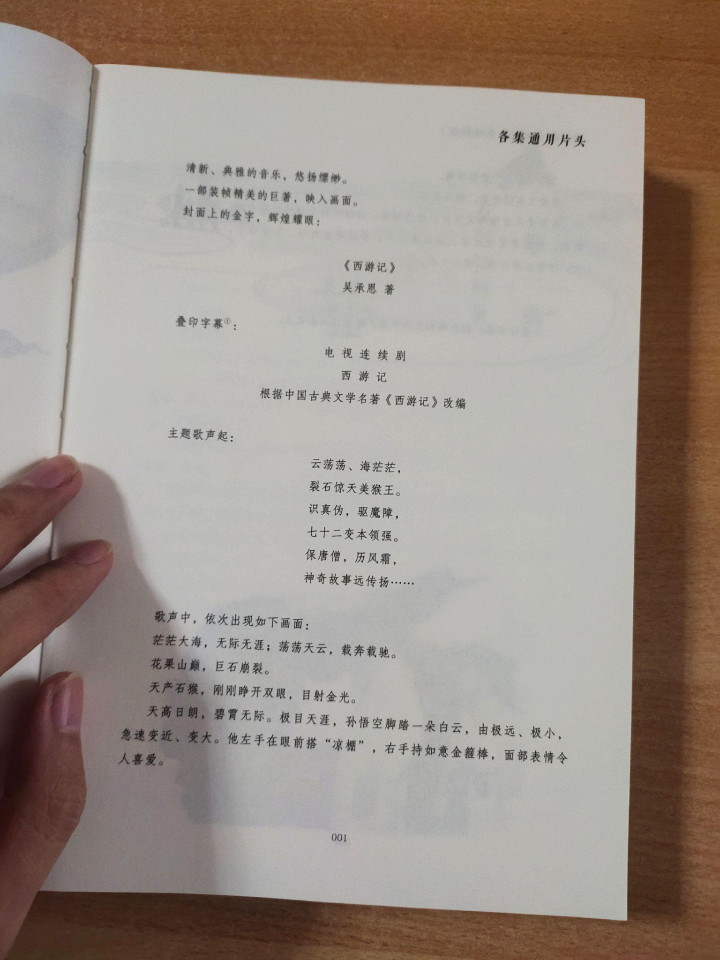 各集通用片头
清新、典雅的音乐，悠扬缥缈。
一部装帧精美的巨著，映入画面。
封面上的金字，辉煌耀眼：
《西游记》
吴承恩 著
叠印字幕①：
电 视 连 续 剧
西 游 记
根据中国古典文学名著《西游记》改编
主题歌声起：
云荡荡、海茫茫，
裂石惊天美猴王。
识真伪，驱魔障，
七十二变本领强。
保唐僧，历风霜，
神奇故事远传扬……
歌声中，依次出现如下画面：
茫茫大海，无际无涯；荡荡天云，载奔载驰。
花果山巅，巨石崩裂。
天产石猴，刚刚睁开双眼，目射金光。
天高日朗，碧霄无际。极目天涯，孙悟空脚踏一朵白云，由极远、极小，
急速变近、变大。他左手在眼前搭“凉棚”，右手持如意金箍棒，面部表情令
人喜爱。
001